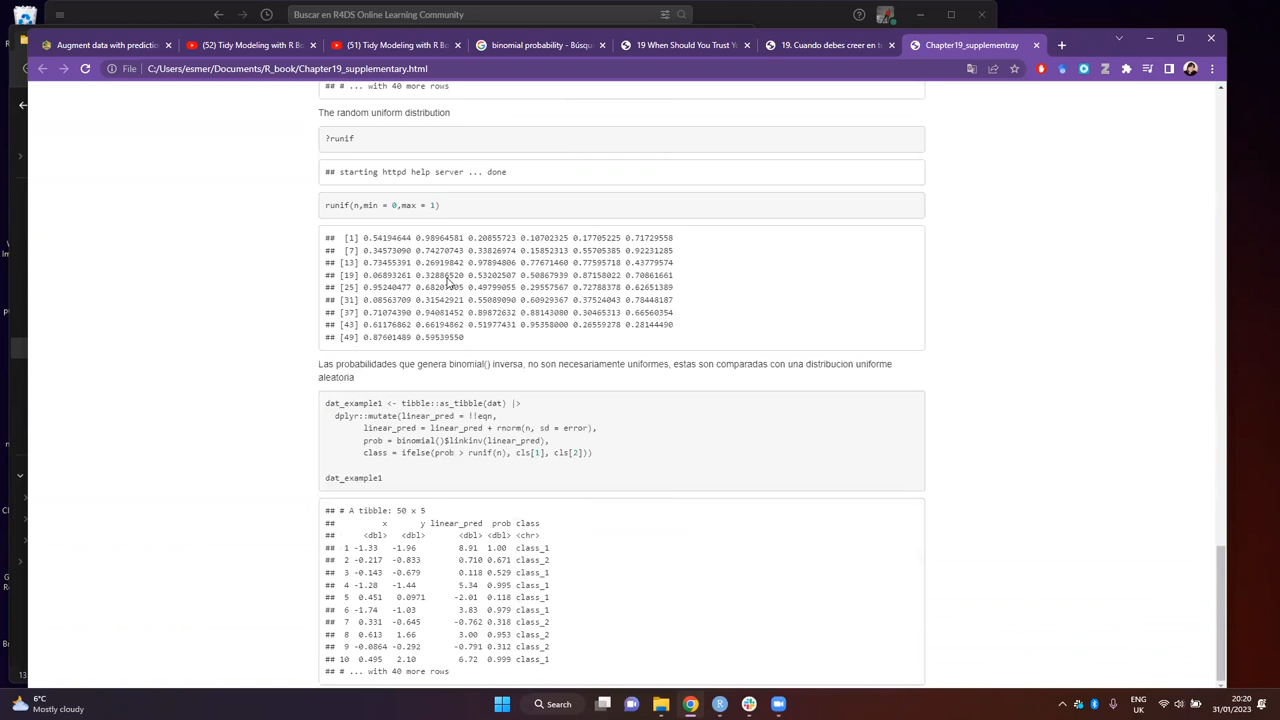 Buscar en R4DS Online Learning Community
Augment data with predictio
(52) Tidy Modeling with R Bo
(51) Tidy Modeling with R Bo
binomial probability - Búsqu
19 When Should You Trust Y
19. Cuando debes creer en t
Chapter19_supplementray
File
C:/Users/esmer/Documents/R_book/Chapter19_supplementary.html
## # ... with 40 more rows
The random uniform distribution
?runif
## starting httpd help server ... done
runif(n,min = 0,max = 1)
## [1] 0.54194644 0.98964581 0.20855723 0.10702325 0.17705225 0.71729558
## [7] 0.34573090 0.74270743 0.33826974 0.15852313 0.55705385 0.92231285
## [13] 0.73455391 0.26919842 0.97894806 0.77671460 0.77595718 0.43779574
## [19] 0.06893261 0.32886520 0.53202507 0.50867939 0.87158022 0.70861661
## [25] 0.95240477 0.49799055 0.29557567 0.72788378 0.62651389
## [31] 0.08563709 0.31542921 0.55089090 0.60929367 0.37524043 0.78448187
## [37] 0.71074390 0.94081452 0.89872632 0.88143080 0.30465313 0.66560354
## [43] 0.61176862 0.66194862 0.51977431 0.95358000 0.26559278 0.28144490
## [49] 0.87601489 0.59539550
Las probabilidades que genera binomial() inversa, no son necesariamente uniformes, estas son comparadas con una distribucion uniforme
aleatoria
dat_example1 <- tibble::as_tibble(dat) |>
dplyr::mutate(linear_pred = !!eqn,
linear_pred = linear_pred + rnorm(n, sd = error),
prob = binomial()$linkinv(linear_pred),
class = ifelse(prob > runif(n), cls[1], cls[2]))
dat_example1
## # A tibble: 50 x 5
## x y linear_pred prob class
## <dbl> <dbl> <dbl> <dbl> <chr>
## 1 -1.33 -1.96 8.91 1.00 class_1
## 2 -0.217 -0.833 0.710 0.671 class_2
## 3 -0.143 -0.679 0.118 0.529 class_1
## 4 -1.28 -1.44 5.34 0.995 class_1
## 5 0.451 0.0971 -2.01 0.118 class_1
## 6 -1.74 -1.03 3.83 0.979 class_1
## 7 0.331 -0.645 -0.762 0.318 class_2
## 8 0.613 1.66 3.00 0.953 class_2
## 9 -0.0864 -0.292 -0.791 0.312 class_2
## 10 0.495 2.10 6.72 0.999 class_1
## # ... with 40 more rows
6°C
Mostly cloudy
Search
ENG
UK
20:20
31/01/2023